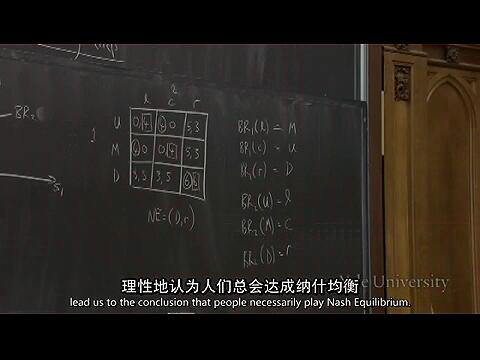 BR₂
S₁
2
l c r
1
U 0,4 4,0 5,3
M 4,0 0,4 5,3
D 3,5 3,5 6,6
NE=(D,r)
BR₁(l) = M
BR₁(c) = U
BR₁(r) = D
BR₂(U) = l
BR₂(M) = c
BR₂(D) = r
Yale University
理性地认为人们总会达成纳什均衡
lead us to the conclusion that people necessarily play Nash Equilibrium.